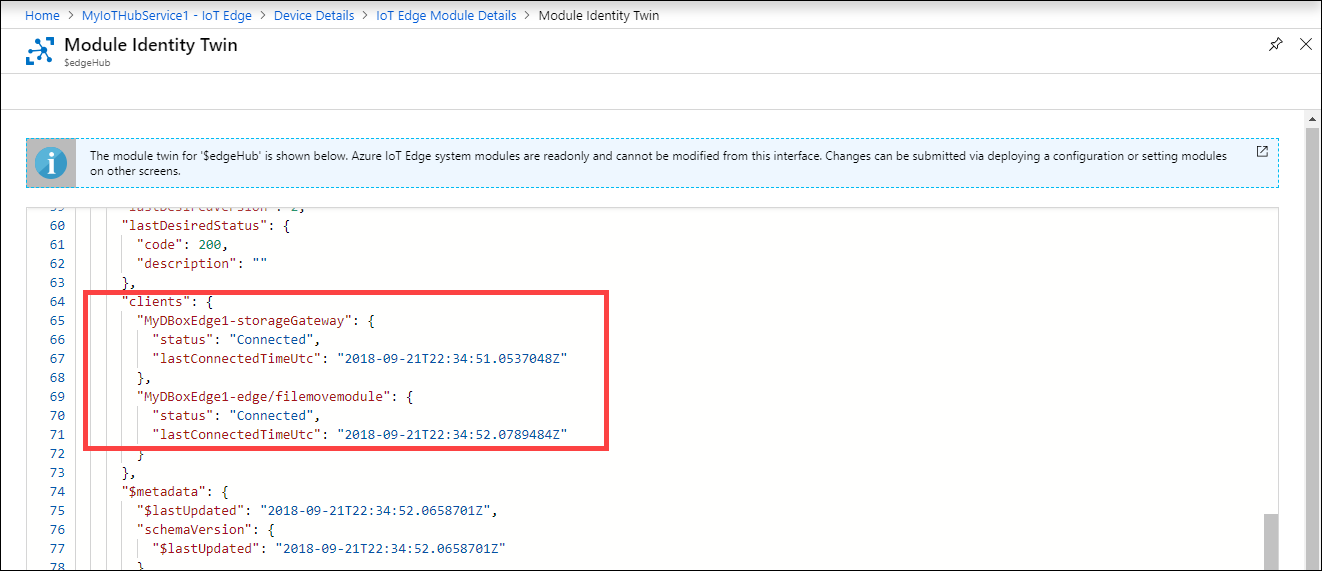 Home > MyIoTHubService1 - IoT Edge > Device Details > IoT Edge Module Details > Module Identity Twin
Module Identity Twin
$edgeHub
The module twin for '$edgeHub' is shown below. Azure IoT Edge system modules are readonly and cannot be modified from this interface. Changes can be submitted via deploying a configuration or setting modules
on other screens.
59 "lastDesiredVersion": 2,
60 "lastDesiredStatus": {
61 "code": 200,
62 "description": ""
63 },
64 "clients": {
65 "MyDBoxEdge1-storageGateway": {
66 "status": "Connected",
67 "lastConnectedTimeUtc": "2018-09-21T22:34:51.0537048Z"
68 },
69 "MyDBoxEdge1-edge/filemovemodule": {
70 "status": "Connected",
71 "lastConnectedTimeUtc": "2018-09-21T22:34:52.0789484Z"
72 }
73 },
74 "$metadata": {
75 "$lastUpdated": "2018-09-21T22:34:52.0658701Z",
76 "schemaVersion": {
77 "$lastUpdated": "2018-09-21T22:34:52.0658701Z"
78 }